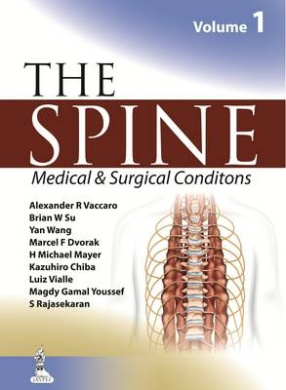 Volume 1
THE
SPINE
Medical & Surgical Conditons
Alexander R Vaccaro
Brian W Su
Yan Wang
Marcel F Dvorak
H Michael Mayer
Kazuhiro Chiba
Luiz Vialle
Magdy Gamal Youssef
S Rajasekaran
JAYPEE